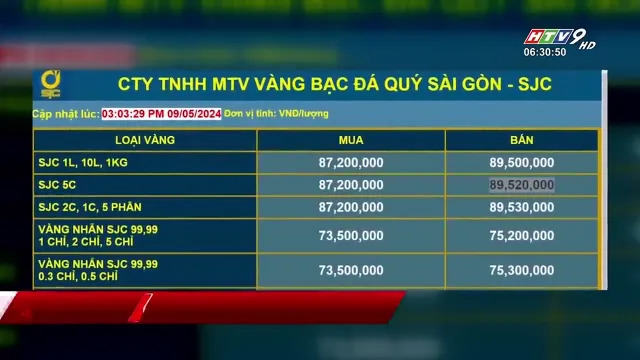 HTV9 HD
06:30:50
SJC
CTY TNHH MTV VÀNG BẠC ĐÁ QUÝ SÀI GÒN - SJC
Cập nhật lúc: 03:03:29 PM 09/05/2024 Đơn vị tính: VNĐ/lượng
LOẠI VÀNG MUA BÁN
SJC 1L, 10L, 1KG 87,200,000 89,500,000
SJC 5C 87,200,000 89,520,000
SJC 2C, 1C, 5 PHÂN 87,200,000 89,530,000
VÀNG NHẪN SJC 99,99
1 CHỈ, 2 CHỈ, 5 CHỈ 73,500,000 75,200,000
VÀNG NHẪN SJC 99,99
0.3 CHỈ, 0.5 CHỈ 73,500,000 75,300,000